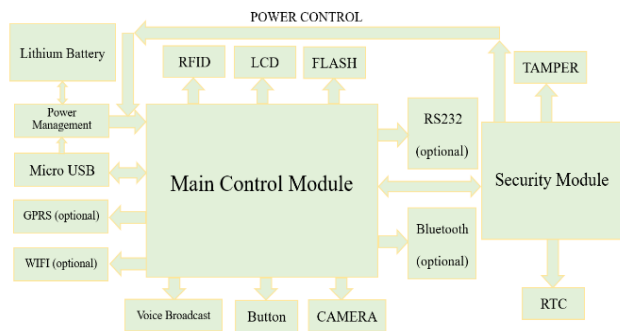 POWER CONTROL
Lithium Battery
RFID
LCD
FLASH
TAMPER
Power
Management
RS232
(optional)
Micro USB
Main Control Module
Security Module
GPRS (optional)
Bluetooth
(optional)
WIFI (optional)
Voice Broadcast
Button
CAMERA
RTC